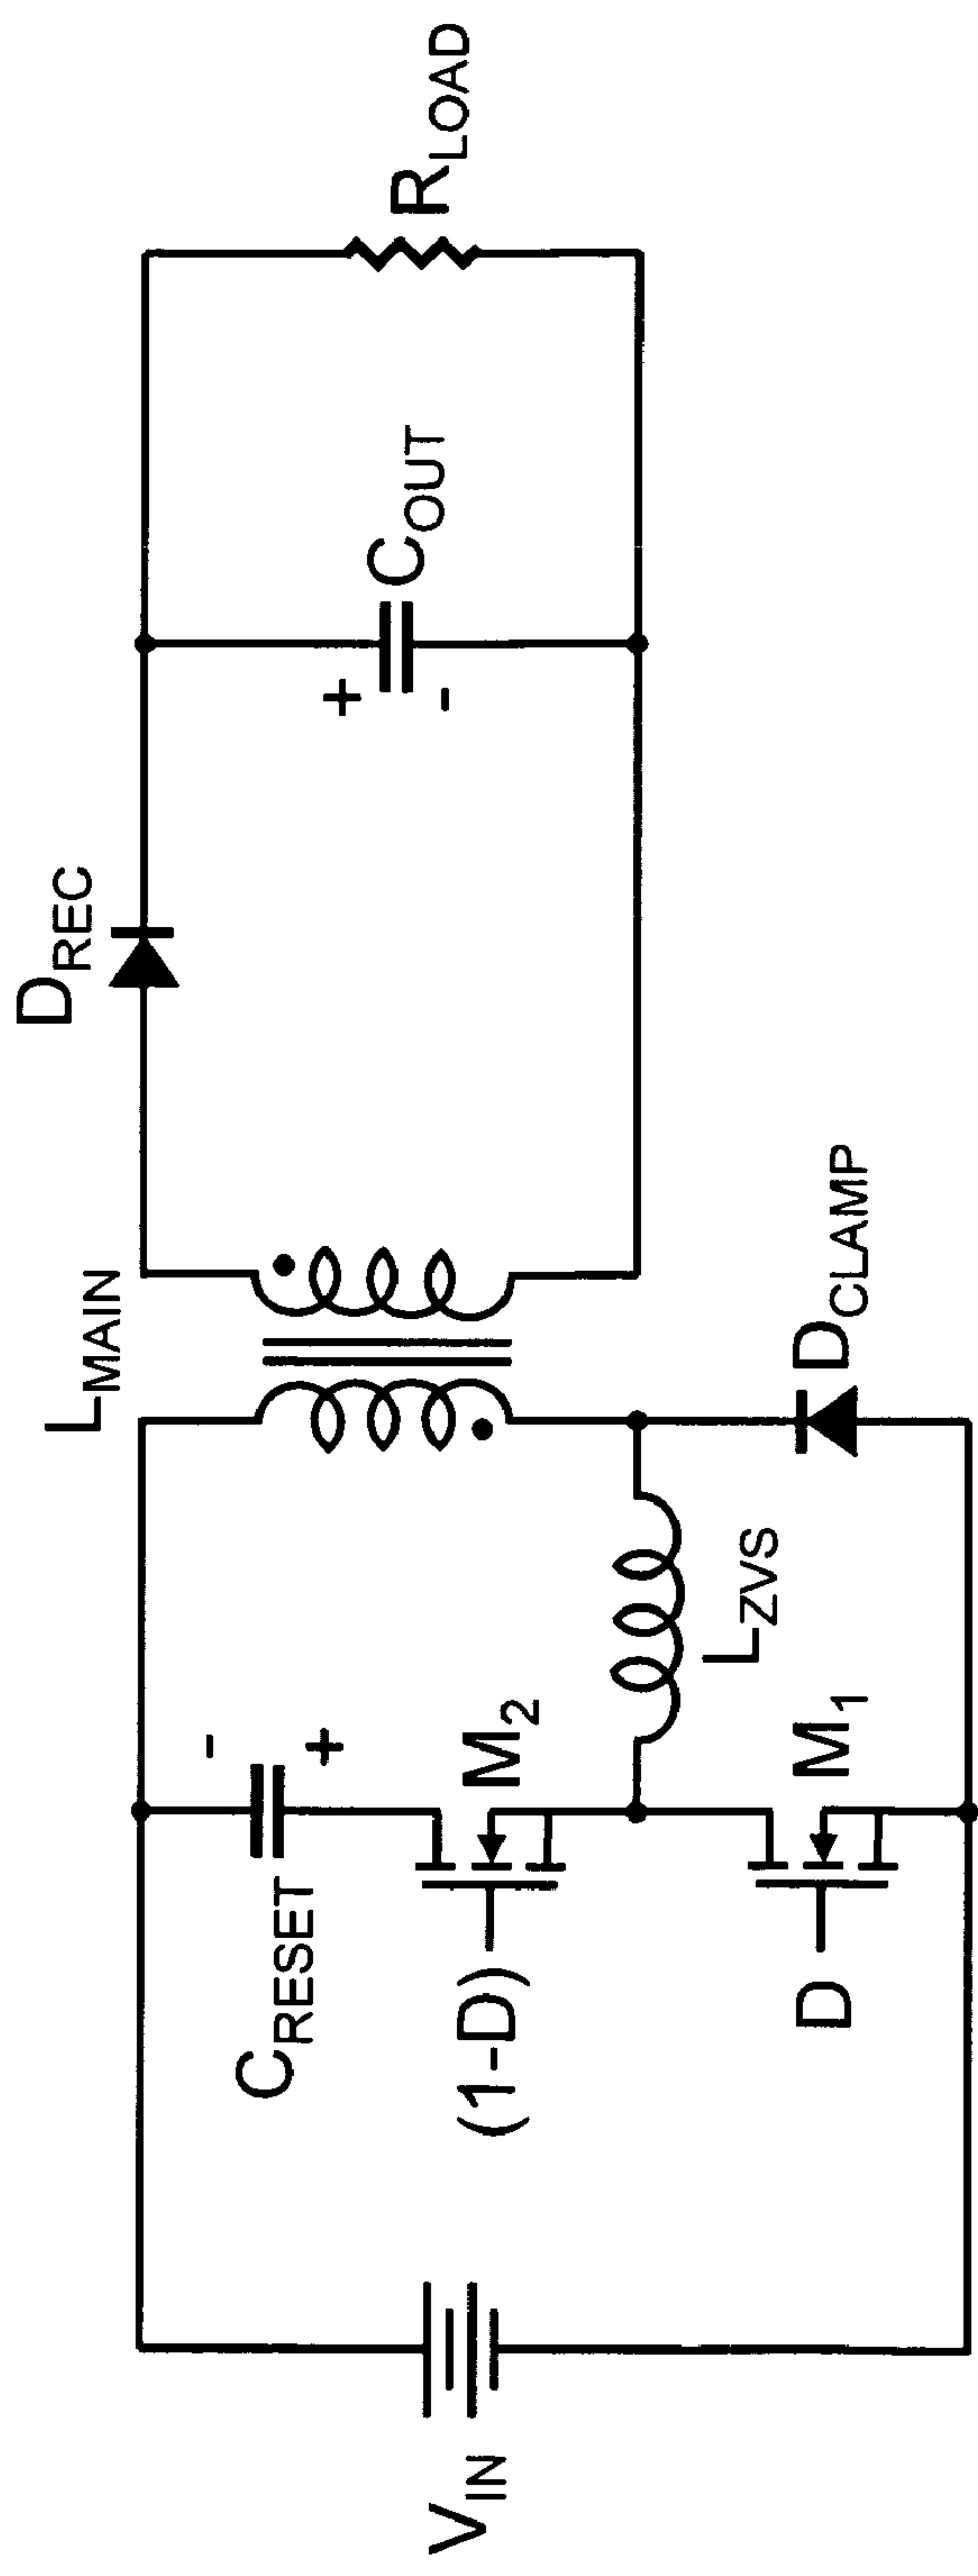 V_IN
C_RESET
-
+
(1-D)
M_2
D
M_1
L_ZVS
L_MAIN
D_CLAMP
D_REC
+
-
C_OUT
R_LOAD